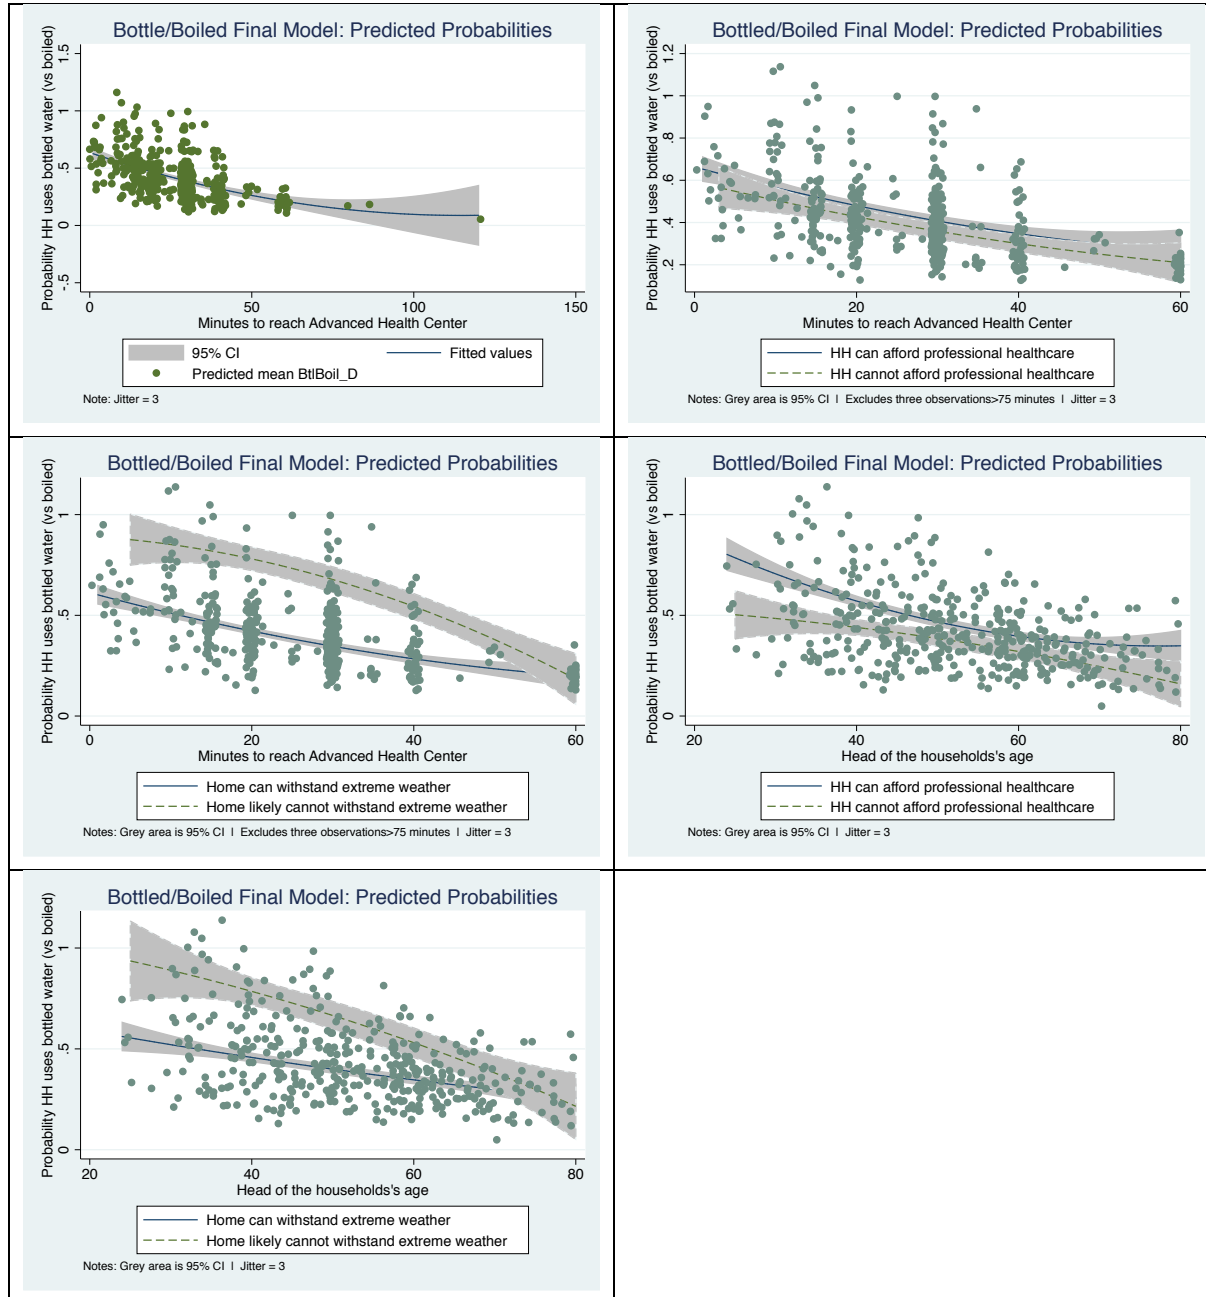 Bottle/Boiled Final Model: Predicted Probabilities
Probability HH uses bottled water (vs boiled)
1.5
1
.5
0
-.5
0 50 100 150
Minutes to reach Advanced Health Center
95% CI Fitted values
Predicted mean BtlBoil_D
Note: Jitter = 3
Bottled/Boiled Final Model: Predicted Probabilities
Probability HH uses bottled water (vs boiled)
1.2
1
.8
.6
.4
.2
0 20 40 60
Minutes to reach Advanced Health Center
HH can afford professional healthcare
HH cannot afford professional healthcare
Notes: Grey area is 95% CI | Excludes three observations>75 minutes | Jitter = 3
Bottled/Boiled Final Model: Predicted Probabilities
Probability HH uses bottled water (vs boiled)
1
.5
0
0 20 40 60
Minutes to reach Advanced Health Center
Home can withstand extreme weather
Home likely cannot withstand extreme weather
Notes: Grey area is 95% CI | Excludes three observations>75 minutes | Jitter = 3
Bottled/Boiled Final Model: Predicted Probabilities
Probability HH uses bottled water (vs boiled)
1
.5
0
20 40 60 80
Head of the households's age
HH can afford professional healthcare
HH cannot afford professional healthcare
Notes: Grey area is 95% CI | Jitter = 3
Bottled/Boiled Final Model: Predicted Probabilities
Probability HH uses bottled water (vs boiled)
1
.5
0
20 40 60 80
Head of the households's age
Home can withstand extreme weather
Home likely cannot withstand extreme weather
Notes: Grey area is 95% CI | Jitter = 3